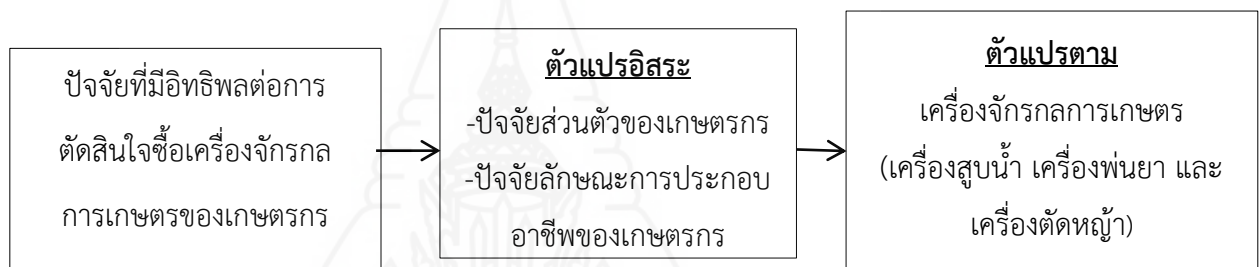 ปัจจัยที่มีอิทธิพลต่อการ
ตัดสินใจซื้อเครื่องจักรกล
การเกษตรของเกษตรกร
ตัวแปรอิสระ
-ปัจจัยส่วนตัวของเกษตรกร
-ปัจจัยลักษณะการประกอบ
อาชีพของเกษตรกร
ตัวแปรตาม
เครื่องจักรกลการเกษตร
(เครื่องสูบน้ำ เครื่องพ่นยา และ
เครื่องตัดหญ้า)